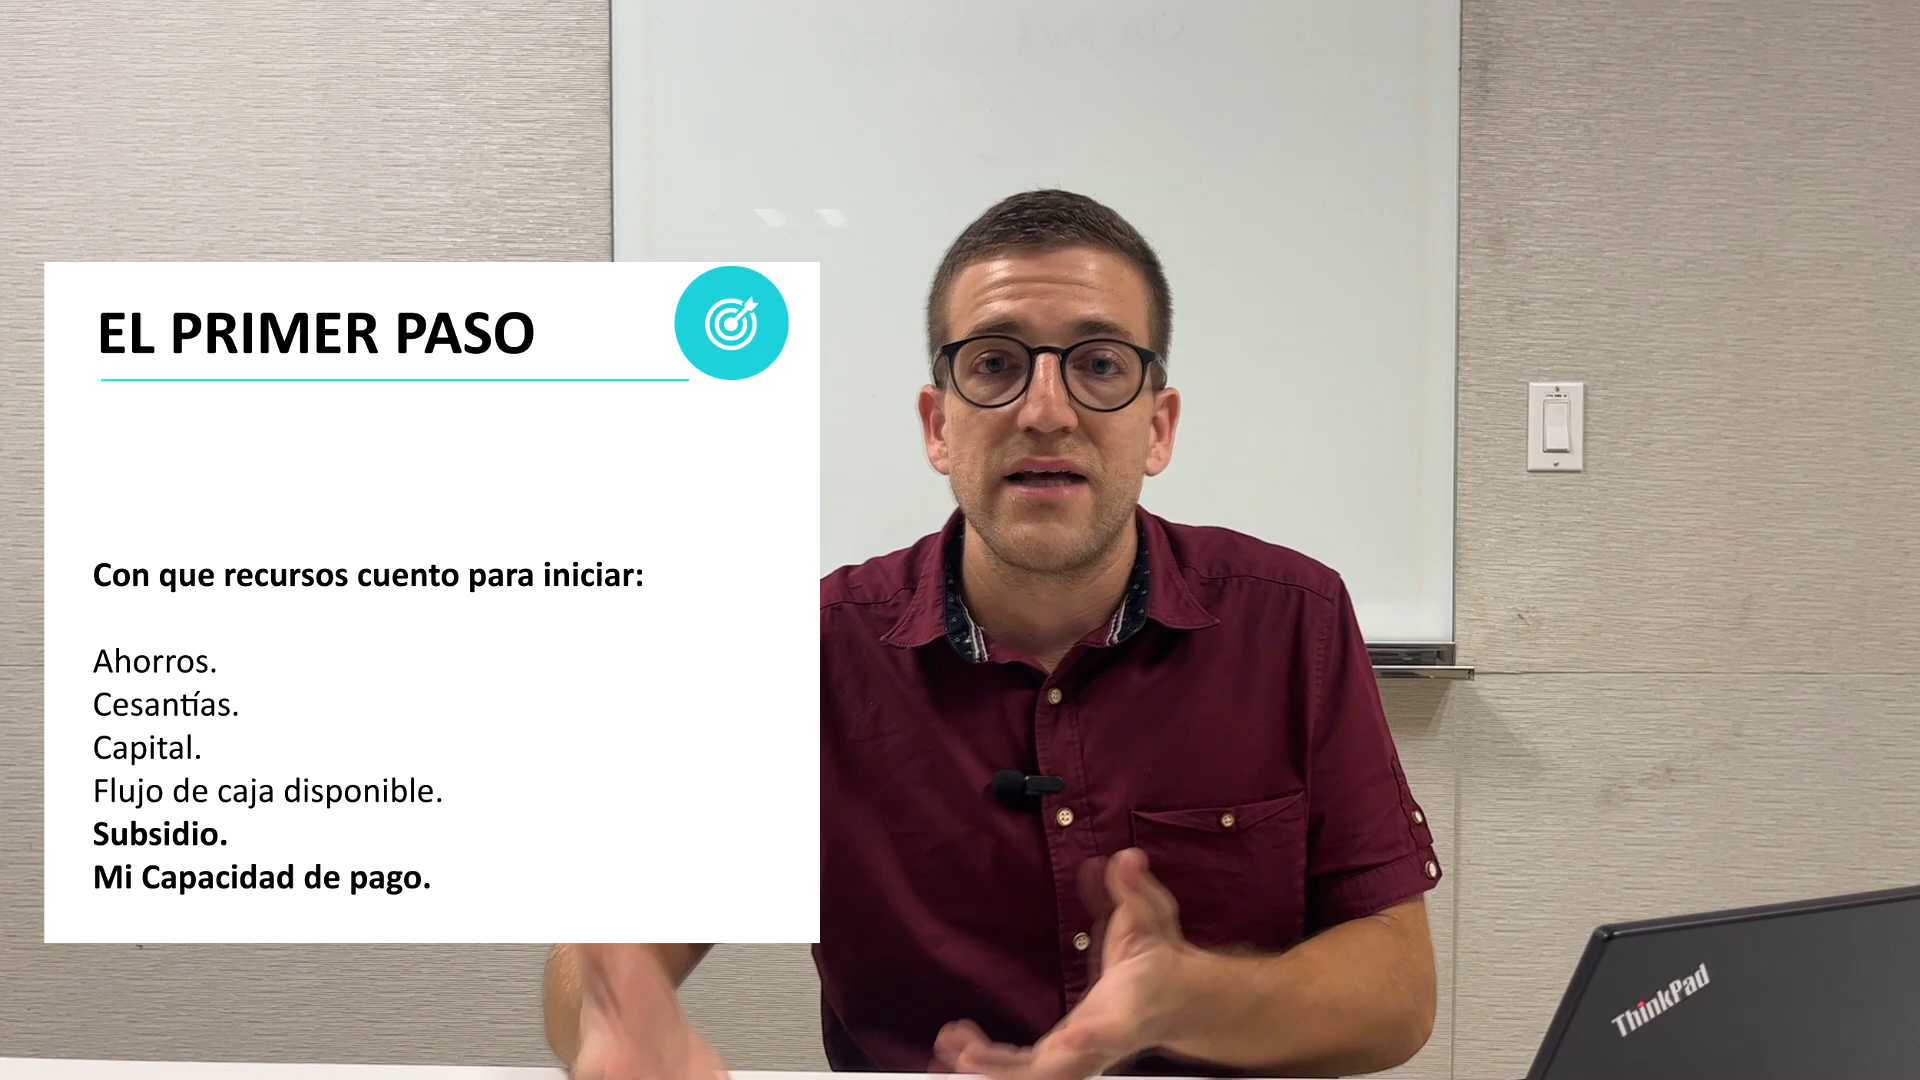 EL PRIMER PASO
Con que recursos cuento para iniciar:
Ahorros.
Cesantías.
Capital.
Flujo de caja disponible.
Subsidio.
Mi Capacidad de pago.
ThinkPad